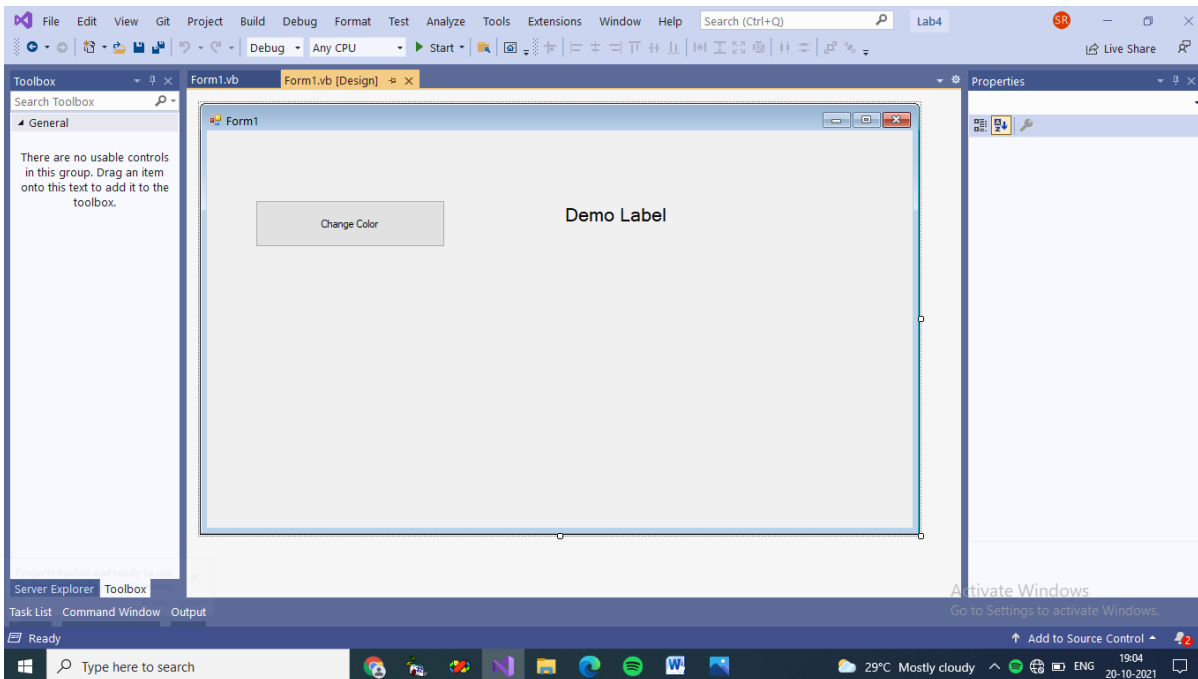 File Edit View Git Project Build Debug Format Test Analyze Tools Extensions Window Help Search (Ctrl+Q) Lab4 SR
Debug Any CPU Start Live Share
Toolbox
Search Toolbox
General
There are no usable controls
in this group. Drag an item
onto this text to add it to the
toolbox.
Form1.vb Form1.vb [Design]
Form1
Change Color
Demo Label
Properties
Server Explorer Toolbox
Activate Windows
Go to Settings to activate Windows.
Task List Command Window Output
Ready Add to Source Control 2
Type here to search
29°C Mostly cloudy ENG 19:04
20-10-2021